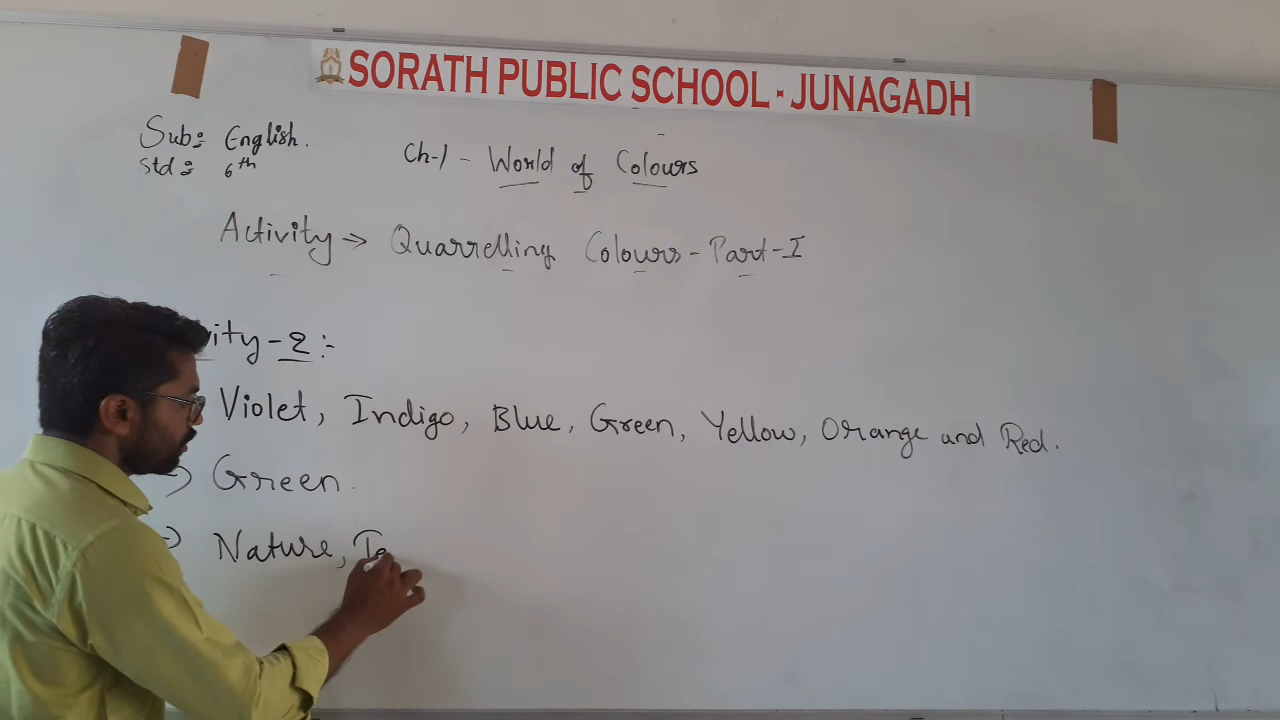 SORATH PUBLIC SCHOOL - JUNAGADH
Sub: English.
Std: 6th
Ch-1 - World of Colours
Activity → Quarrelling Colours - Part - I
vity - 2 :-
Violet, Indigo, Blue, Green, Yellow, Orange and Red.
Green.
Nature,